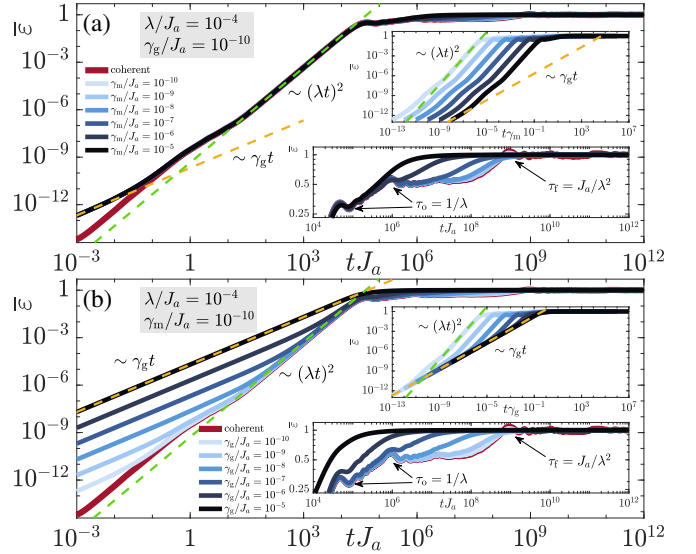 (a)
λ/J_a = 10^{-4}
γ_g/J_a = 10^{-10}
ε̅
1
10^{-3}
10^{-6}
10^{-9}
10^{-12}
coherent
γ_m/J_a = 10^{-10}
γ_m/J_a = 10^{-9}
γ_m/J_a = 10^{-8}
γ_m/J_a = 10^{-7}
γ_m/J_a = 10^{-6}
γ_m/J_a = 10^{-5}
~ (λt)^2
~ γ_g t
ε̅
1
10^{-3}
10^{-6}
10^{-9}
10^{-12}
~ (λt)^2
~ γ_g t
10^{-13} 10^{-9} 10^{-5} 10^{-1} 10^3 10^7
tγ_m
ε̅
1
0.5
0.25
τ_o = 1/λ
τ_f = J_a/λ^2
10^4 10^6 10^8 10^{10} 10^{12}
tJ_a
10^{-3} 1 10^3 10^6 10^9 10^{12}
tJ_a
(b)
λ/J_a = 10^{-4}
γ_m/J_a = 10^{-10}
ε̅
1
10^{-3}
10^{-6}
10^{-9}
10^{-12}
~ γ_g t
~ (λt)^2
coherent
γ_g/J_a = 10^{-10}
γ_g/J_a = 10^{-9}
γ_g/J_a = 10^{-8}
γ_g/J_a = 10^{-7}
γ_g/J_a = 10^{-6}
γ_g/J_a = 10^{-5}
ε̅
1
10^{-3}
10^{-6}
10^{-9}
10^{-12}
~ (λt)^2
~ γ_g t
10^{-13} 10^{-9} 10^{-5} 10^{-1} 10^3 10^7
tγ_g
ε̅
1
0.5
0.25
τ_o = 1/λ
τ_f = J_a/λ^2
10^4 10^6 10^8 10^{10} 10^{12}
tJ_a
10^{-3} 1 10^3 10^6 10^9 10^{12}
tJ_a